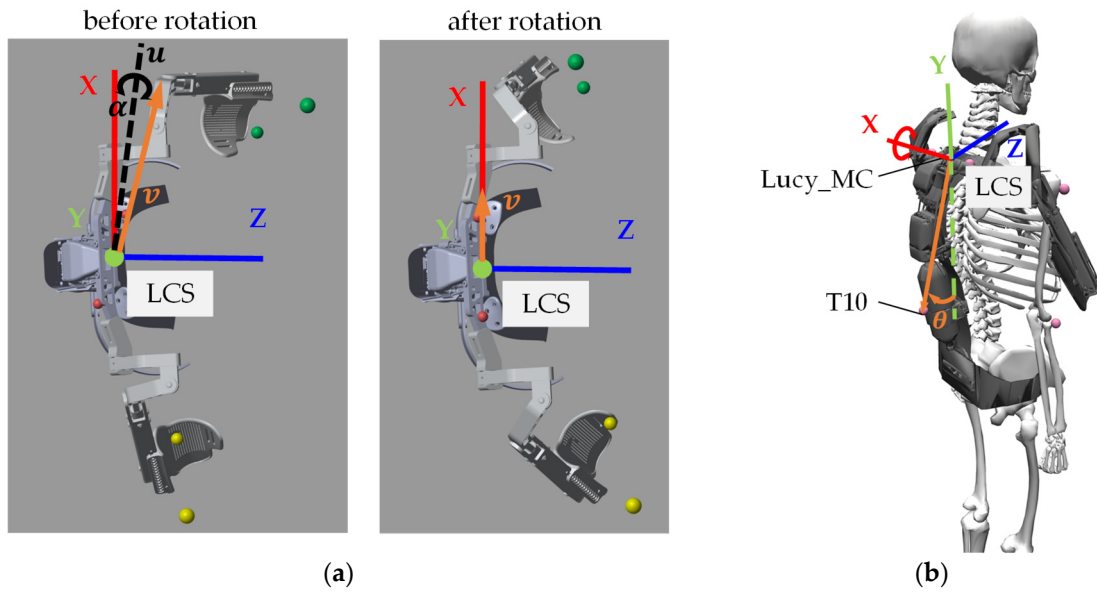 before rotation
after rotation
u
X
α
v
Y
Z
LCS
X
v
Y
Z
LCS
Y
X
Z
Lucy_MC
LCS
T10
θ
(a)
(b)